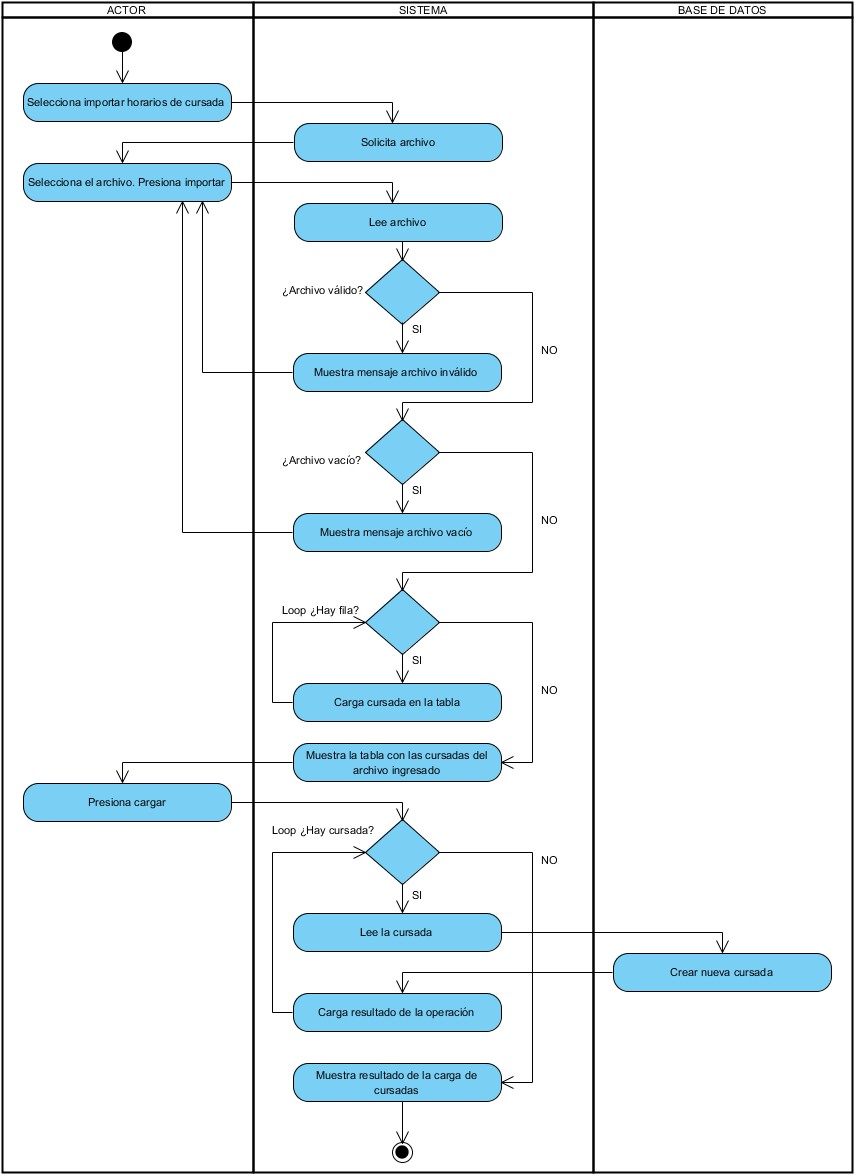 ACTOR
SISTEMA
BASE DE DATOS
Selecciona importar horarios de cursada
Solicita archivo
Selecciona el archivo. Presiona importar
Lee archivo
¿Archivo válido?
SI
NO
Muestra mensaje archivo inválido
¿Archivo vacío?
SI
NO
Muestra mensaje archivo vacío
Loop ¿Hay fila?
SI
NO
Carga cursada en la tabla
Muestra la tabla con las cursadas del
archivo ingresado
Presiona cargar
Loop ¿Hay cursada?
NO
SI
Lee la cursada
Crear nueva cursada
Carga resultado de la operación
Muestra resultado de la carga de
cursadas